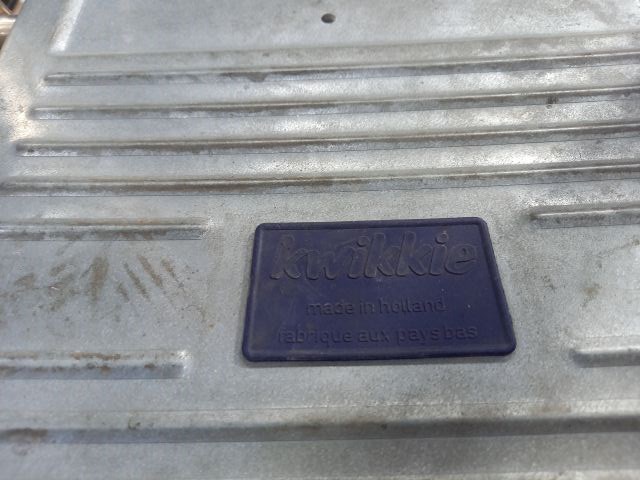 kwikkie
made in holland
fabrique aux pays bas